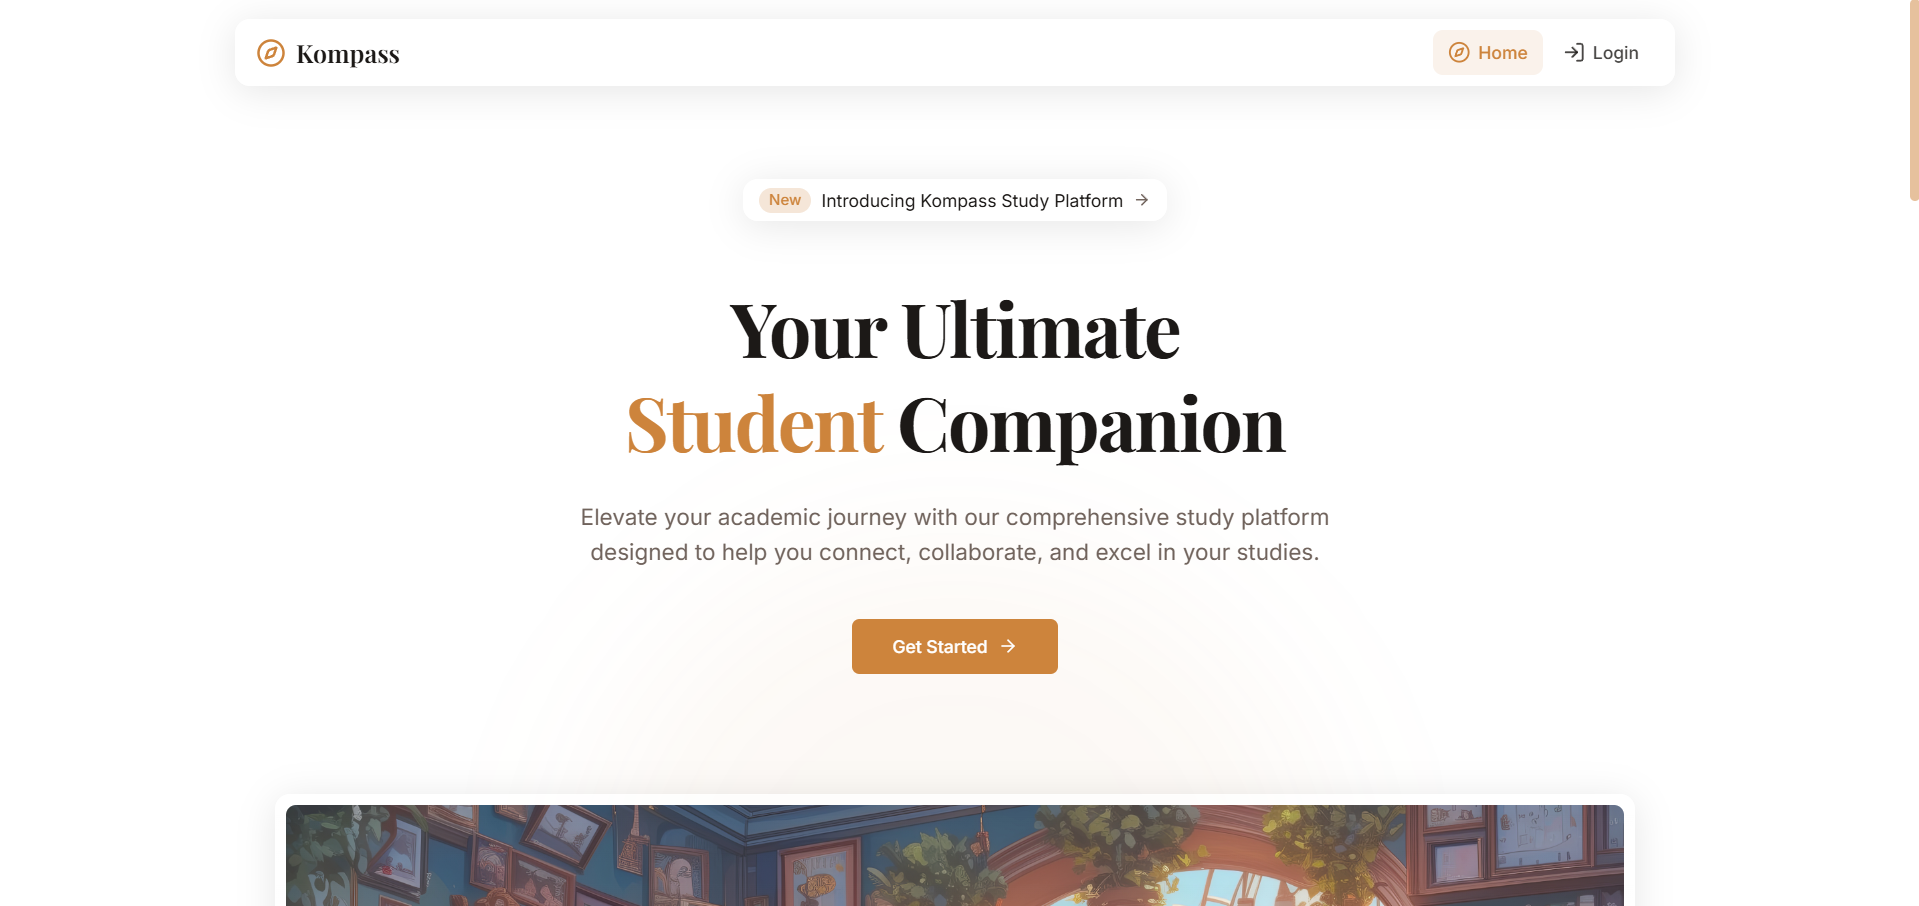 Kompass
Home
Login
New Introducing Kompass Study Platform
Your Ultimate
Student Companion
Elevate your academic journey with our comprehensive study platform
designed to help you connect, collaborate, and excel in your studies.
Get Started